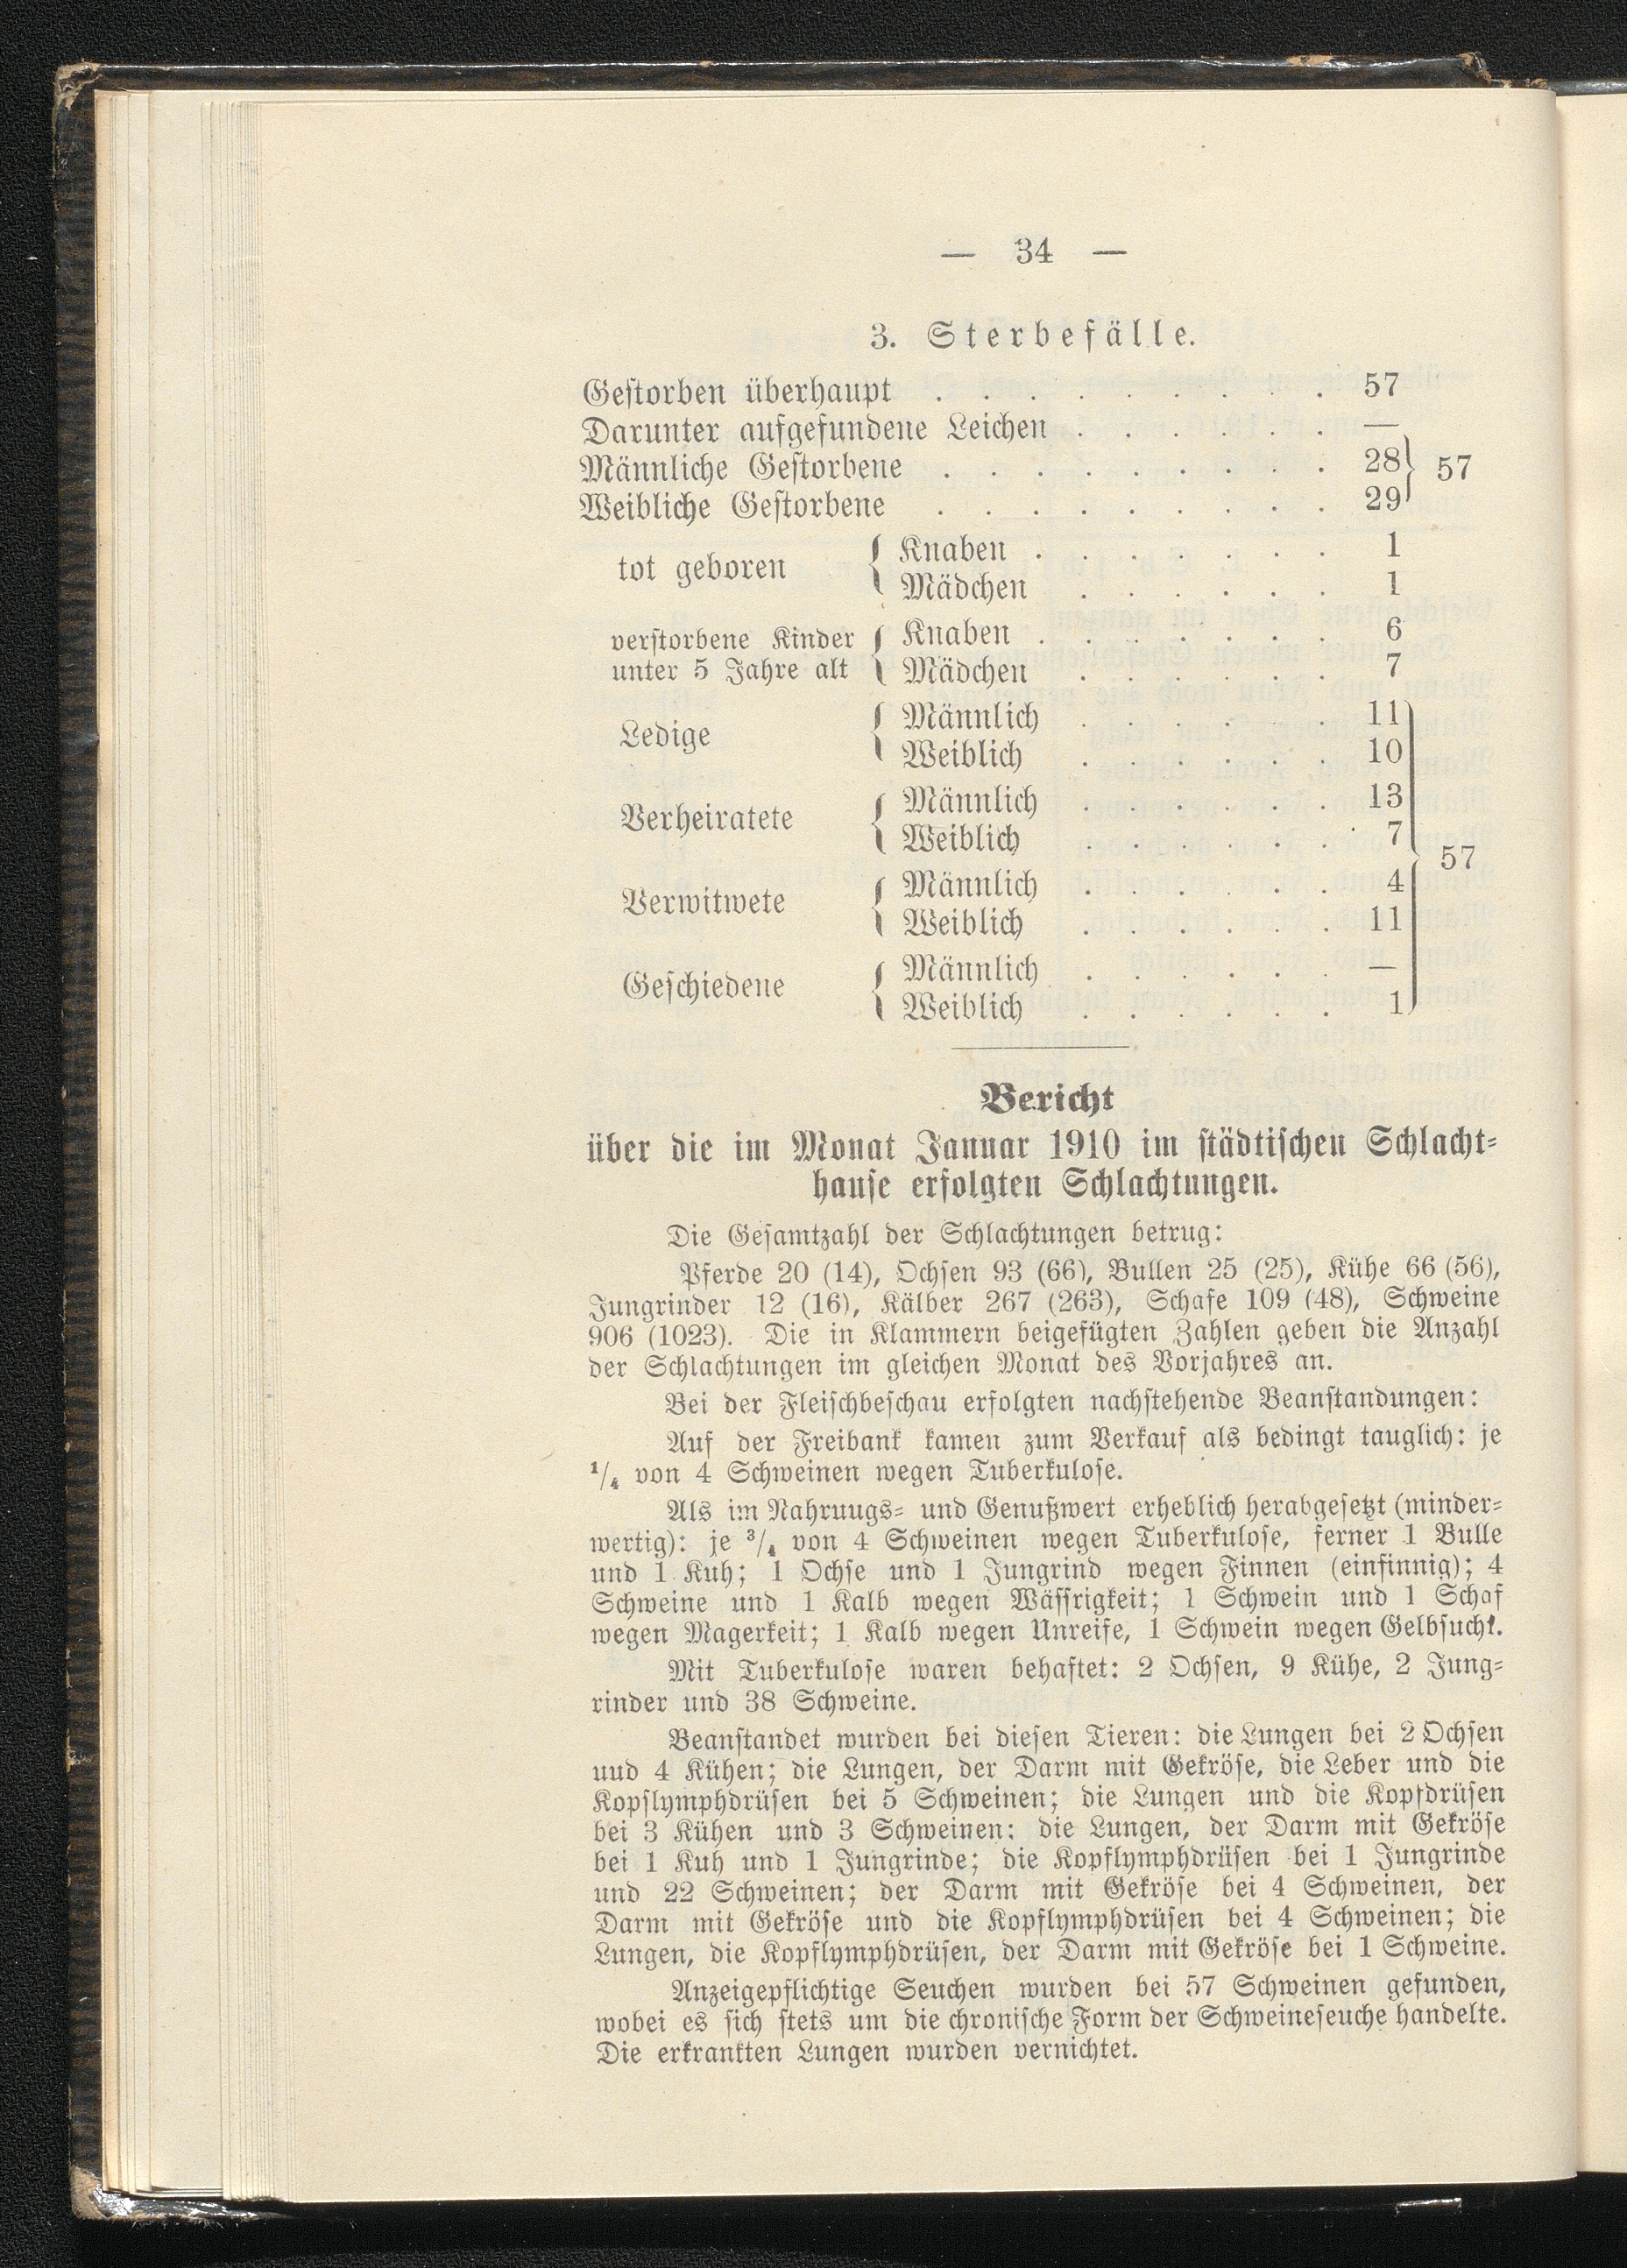 — 34 —
3. Sterbefälle.
Gestorben überhaupt . . . . . . . . . 57
Darunter aufgefundene Leichen . . . . . . —
Männliche Gestorbene . . . . . . . . . 28 } 57
Weibliche Gestorbene . . . . . . . . . 29
tot geboren { Knaben . . . . . . . 1
Mädchen . . . . . . 1
verstorbene Kinder { Knaben . . . . . . . 6
unter 5 Jahre alt { Mädchen . . . . . . 7
Ledige { Männlich . . . . . . 11
Weiblich . . . . . . 10
Verheiratete { Männlich . . . . . . 13
Weiblich . . . . . . 7
57
Verwitwete { Männlich . . . . . . 4
Weiblich . . . . . . 11
Geschiedene { Männlich . . . . . . —
Weiblich . . . . . . 1
Bericht
über die im Monat Januar 1910 im städtischen Schlacht-
hause erfolgten Schlachtungen.
Die Gesamtzahl der Schlachtungen betrug:
Pferde 20 (14), Ochsen 93 (66), Bullen 25 (25), Kühe 66 (56),
Jungrinder 12 (16), Kälber 267 (263), Schafe 109 (48), Schweine
906 (1023). Die in Klammern beigefügten Zahlen geben die Anzahl
der Schlachtungen im gleichen Monat des Vorjahres an.
Bei der Fleischbeschau erfolgten nachstehende Beanstandungen:
Auf der Freibank kamen zum Verkauf als bedingt tauglich: je
1/4 von 4 Schweinen wegen Tuberkulose.
Als im Nahruugs- und Genußwert erheblich herabgesetzt (minder-
wertig): je 3/4 von 4 Schweinen wegen Tuberkulose, ferner 1 Bulle
und 1 Kuh; 1 Ochse und 1 Jungrind wegen Finnen (einfinnig); 4
Schweine und 1 Kalb wegen Wässrigkeit; 1 Schwein und 1 Schaf
wegen Magerkeit; 1 Kalb wegen Unreife, 1 Schwein wegen Gelbsucht.
Mit Tuberkulose waren behaftet: 2 Ochsen, 9 Kühe, 2 Jung-
rinder und 38 Schweine.
Beanstandet wurden bei diesen Tieren: die Lungen bei 2 Ochsen
uud 4 Kühen; die Lungen, der Darm mit Gekröse, die Leber und die
Kopflymphdrüsen bei 5 Schweinen; die Lungen und die Kopfdrüsen
bei 3 Kühen und 3 Schweinen: die Lungen, der Darm mit Gekröse
bei 1 Kuh und 1 Jungrinde; die Kopflymphdrüsen bei 1 Jungrinde
und 22 Schweinen; der Darm mit Gekröse bei 4 Schweinen, der
Darm mit Gekröse und die Kopflymphdrüsen bei 4 Schweinen; die
Lungen, die Kopflymphdrüsen, der Darm mit Gekröse bei 1 Schweine.
Anzeigepflichtige Seuchen wurden bei 57 Schweinen gefunden,
wobei es sich stets um die chronische Form der Schweineseuche handelte.
Die erkrankten Lungen wurden vernichtet.